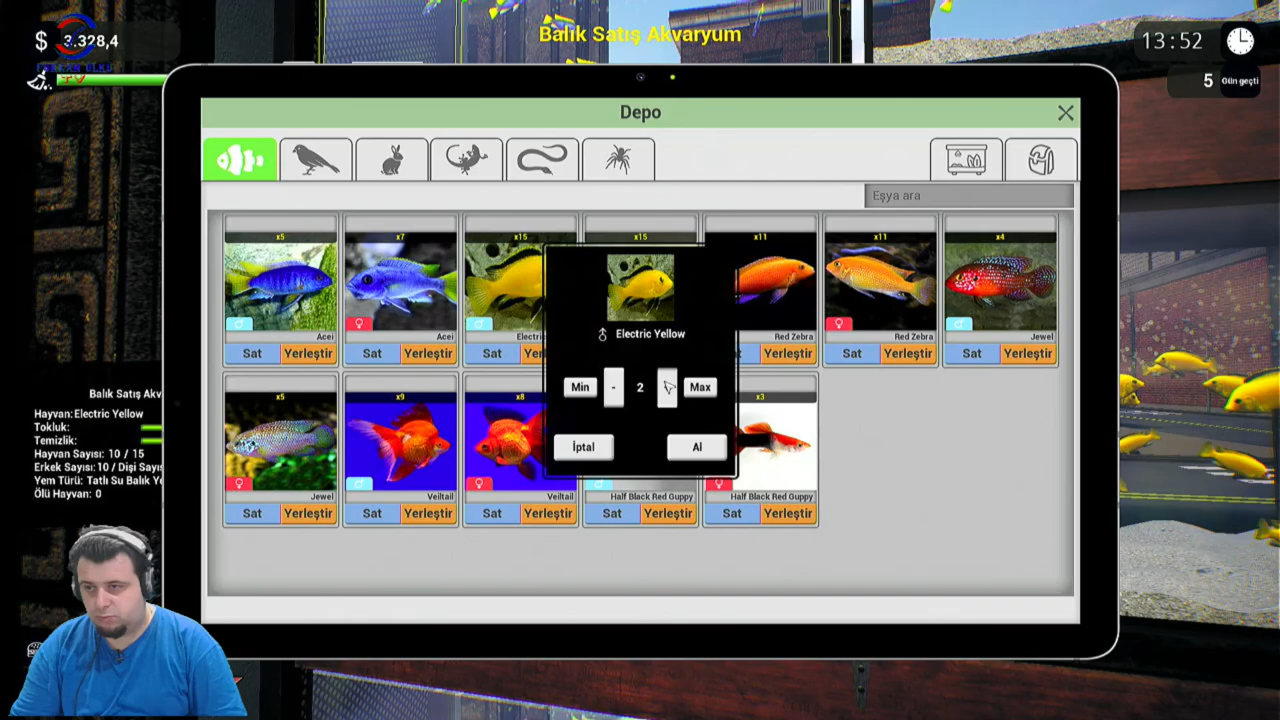 $ 3.328,4
Balık Satış Akvaryum
13:52
5 Gün geçti
Depo
Eşya ara
x5 x7 x15 x15 x11 x11 x4
Acei Acei Red Zebra Red Zebra Jewel
Sat Yerleştir Sat Yerleştir Sat Yerleştir Sat Yerleştir Sat Yerleştir
Electric Yellow
Min - 2 Max
İptal Al
x5 x9 x8 x3
Jewel Veiltail Veiltail Half Black Red Guppy Half Black Red Guppy
Sat Yerleştir Sat Yerleştir Sat Yerleştir Sat Yerleştir Sat Yerleştir
Balık Satış Akv
Hayvan:Electric Yellow
Tokluk:
Temizlik:
Hayvan Sayısı: 10 / 15
Erkek Sayısı:10 / Dişi Sayıs
Yem Türü: Tatlı Su Balık Ye
Ölü Hayvan: 0